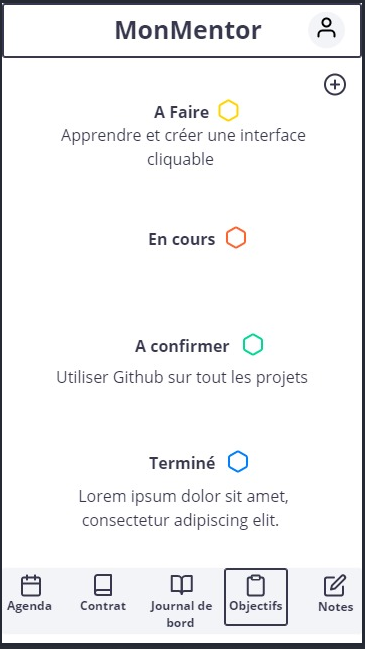 MonMentor
A Faire
Apprendre et créer une interface
cliquable
En cours
A confirmer
Utiliser Github sur tout les projets
Terminé
Lorem ipsum dolor sit amet,
consectetur adipiscing elit.
Agenda
Contrat
Journal de
bord
Objectifs
Notes